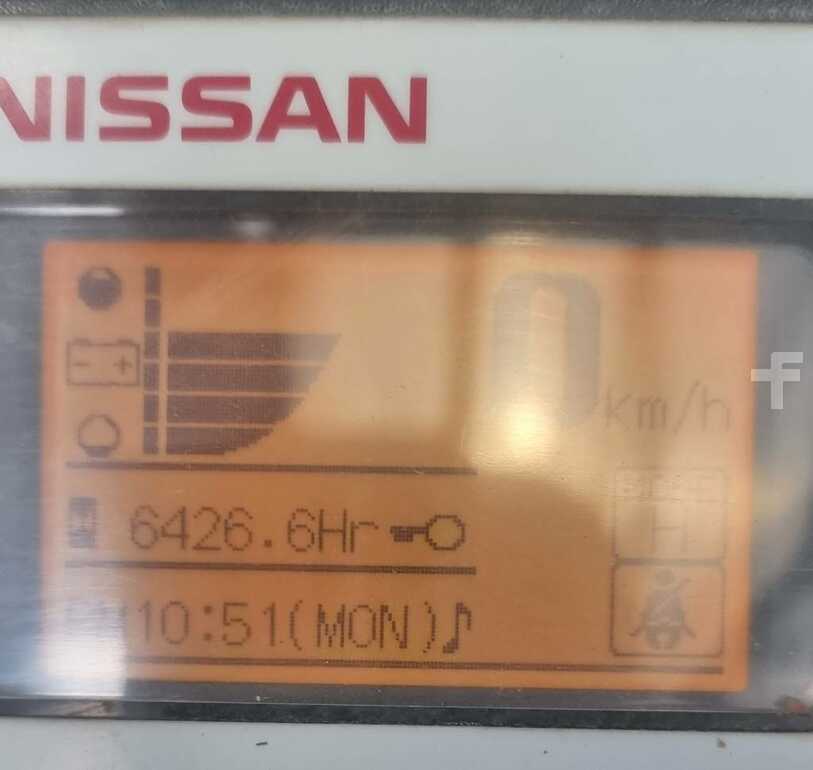 NISSAN
0
km/h
6426.6Hr
H
10:51(MON)
f